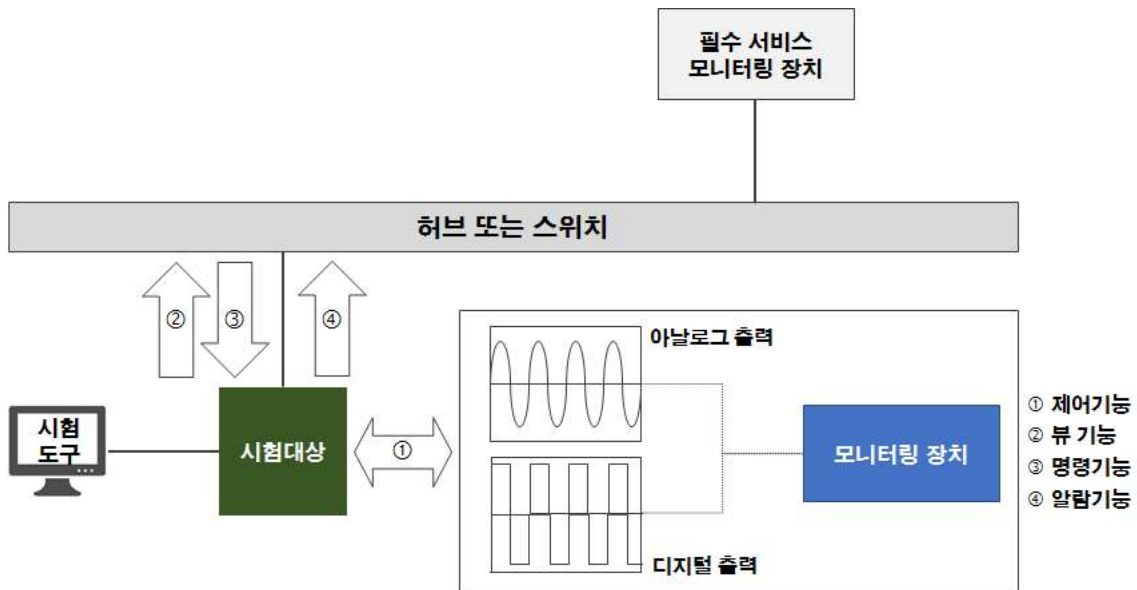 필수 서비스
모니터링 장치
허브 또는 스위치
②
③
④
아날로그 출력
시험
도구
시험대상
①
모니터링 장치
디지털 출력
① 제어기능
② 뷰 기능
③ 명령기능
④ 알람기능